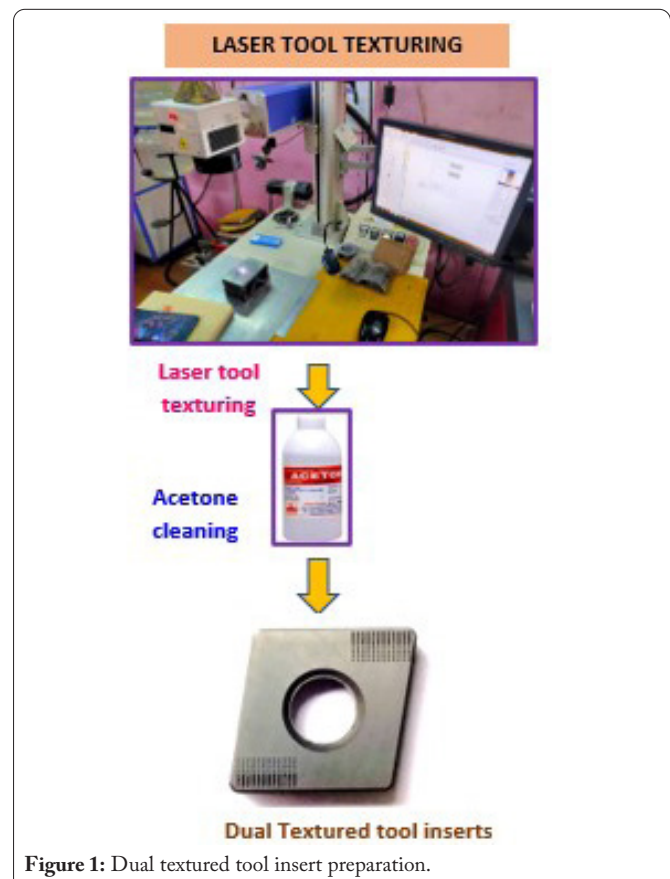 LASER TOOL TEXTURING
Laser tool
texturing
Acetone
cleaning
Dual Textured tool inserts
Figure 1: Dual textured tool insert preparation.